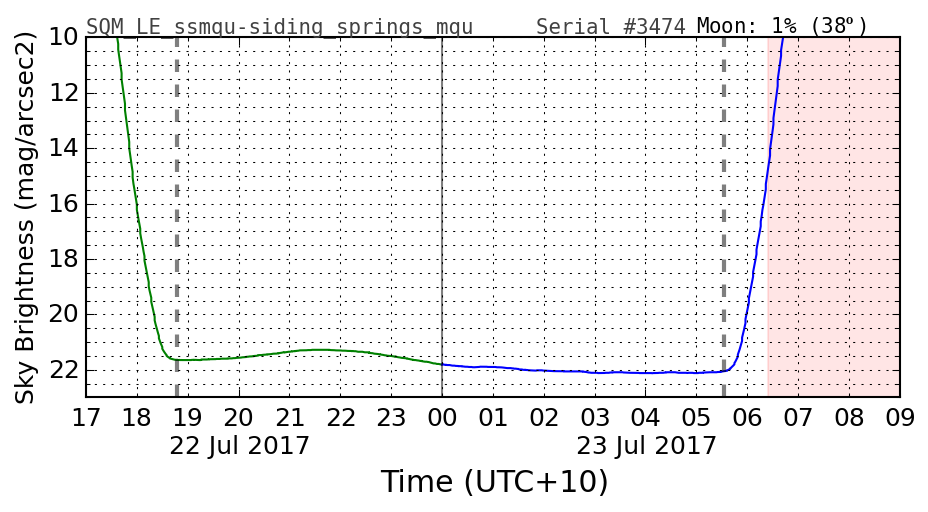 SQM_LE_ssmqu-siding_springs_mqu Serial #3474 Moon: 1% (38°)
Sky Brightness (mag/arcsec2)
10
12
14
16
18
20
22
17 18 19 20 21 22 23 00 01 02 03 04 05 06 07 08 09
22 Jul 2017 23 Jul 2017
Time (UTC+10)